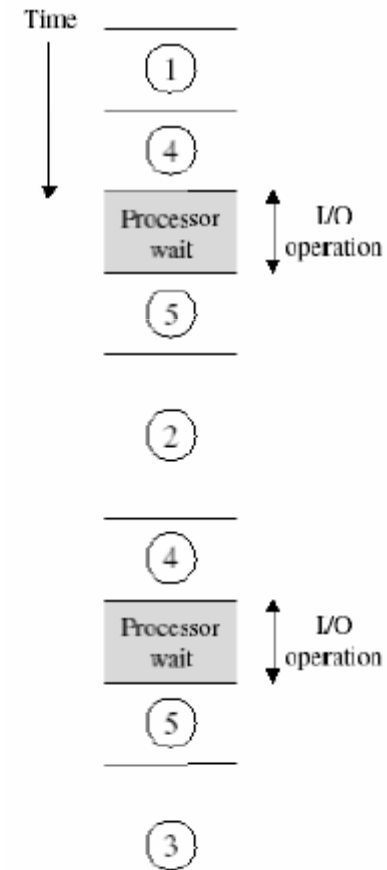 Time
1
4
Processor
wait
I/O
operation
5
2
4
Processor
wait
I/O
operation
5
3